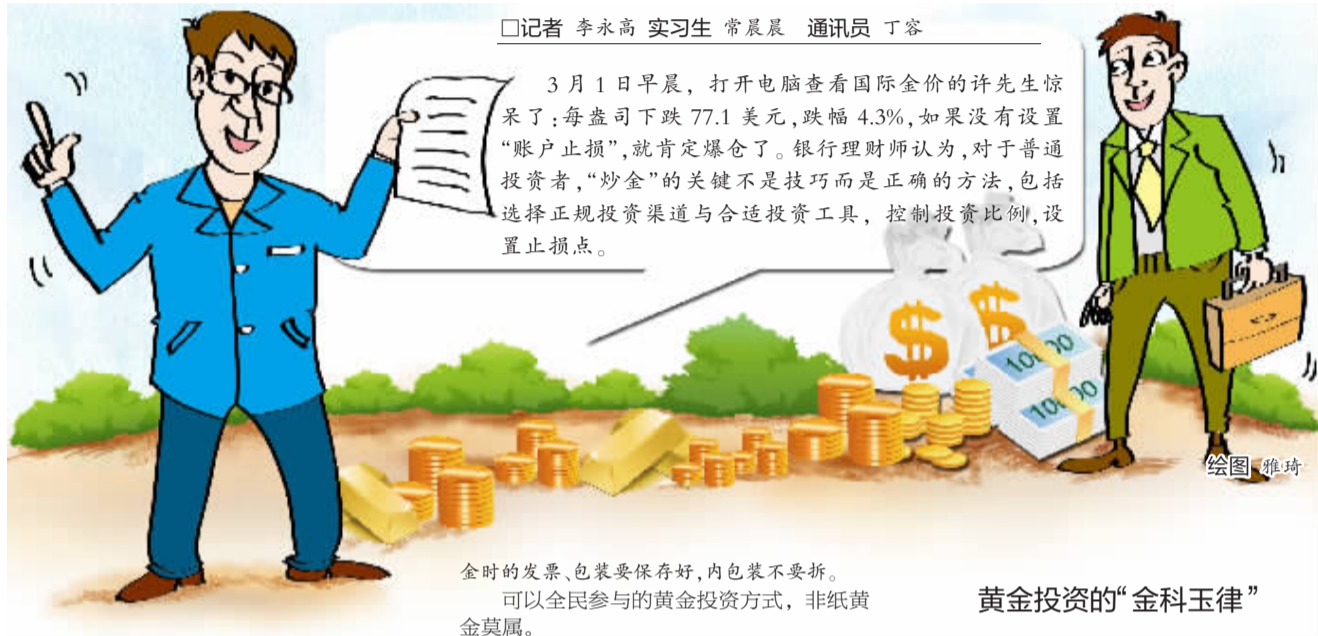 □记者 李永高 实习生 常晨晨 通讯员 丁容
3月1日早晨，打开电脑查看国际金价的许先生惊
呆了：每盎司下跌 77.1 美元，跌幅 4.3%，如果没有设置
“账户止损”，就肯定爆仓了。银行理财师认为，对于普通
投资者，“炒金”的关键不是技巧而是正确的方法，包括
选择正规投资渠道与合适投资工具，控制投资比例，设
置止损点。
$
$
10000
10000
绘图 雅琦
金时的发票、包装要保存好，内包装不要拆。
可以全民参与的黄金投资方式，非纸黄
金莫属。
黄金投资的“金科玉律”